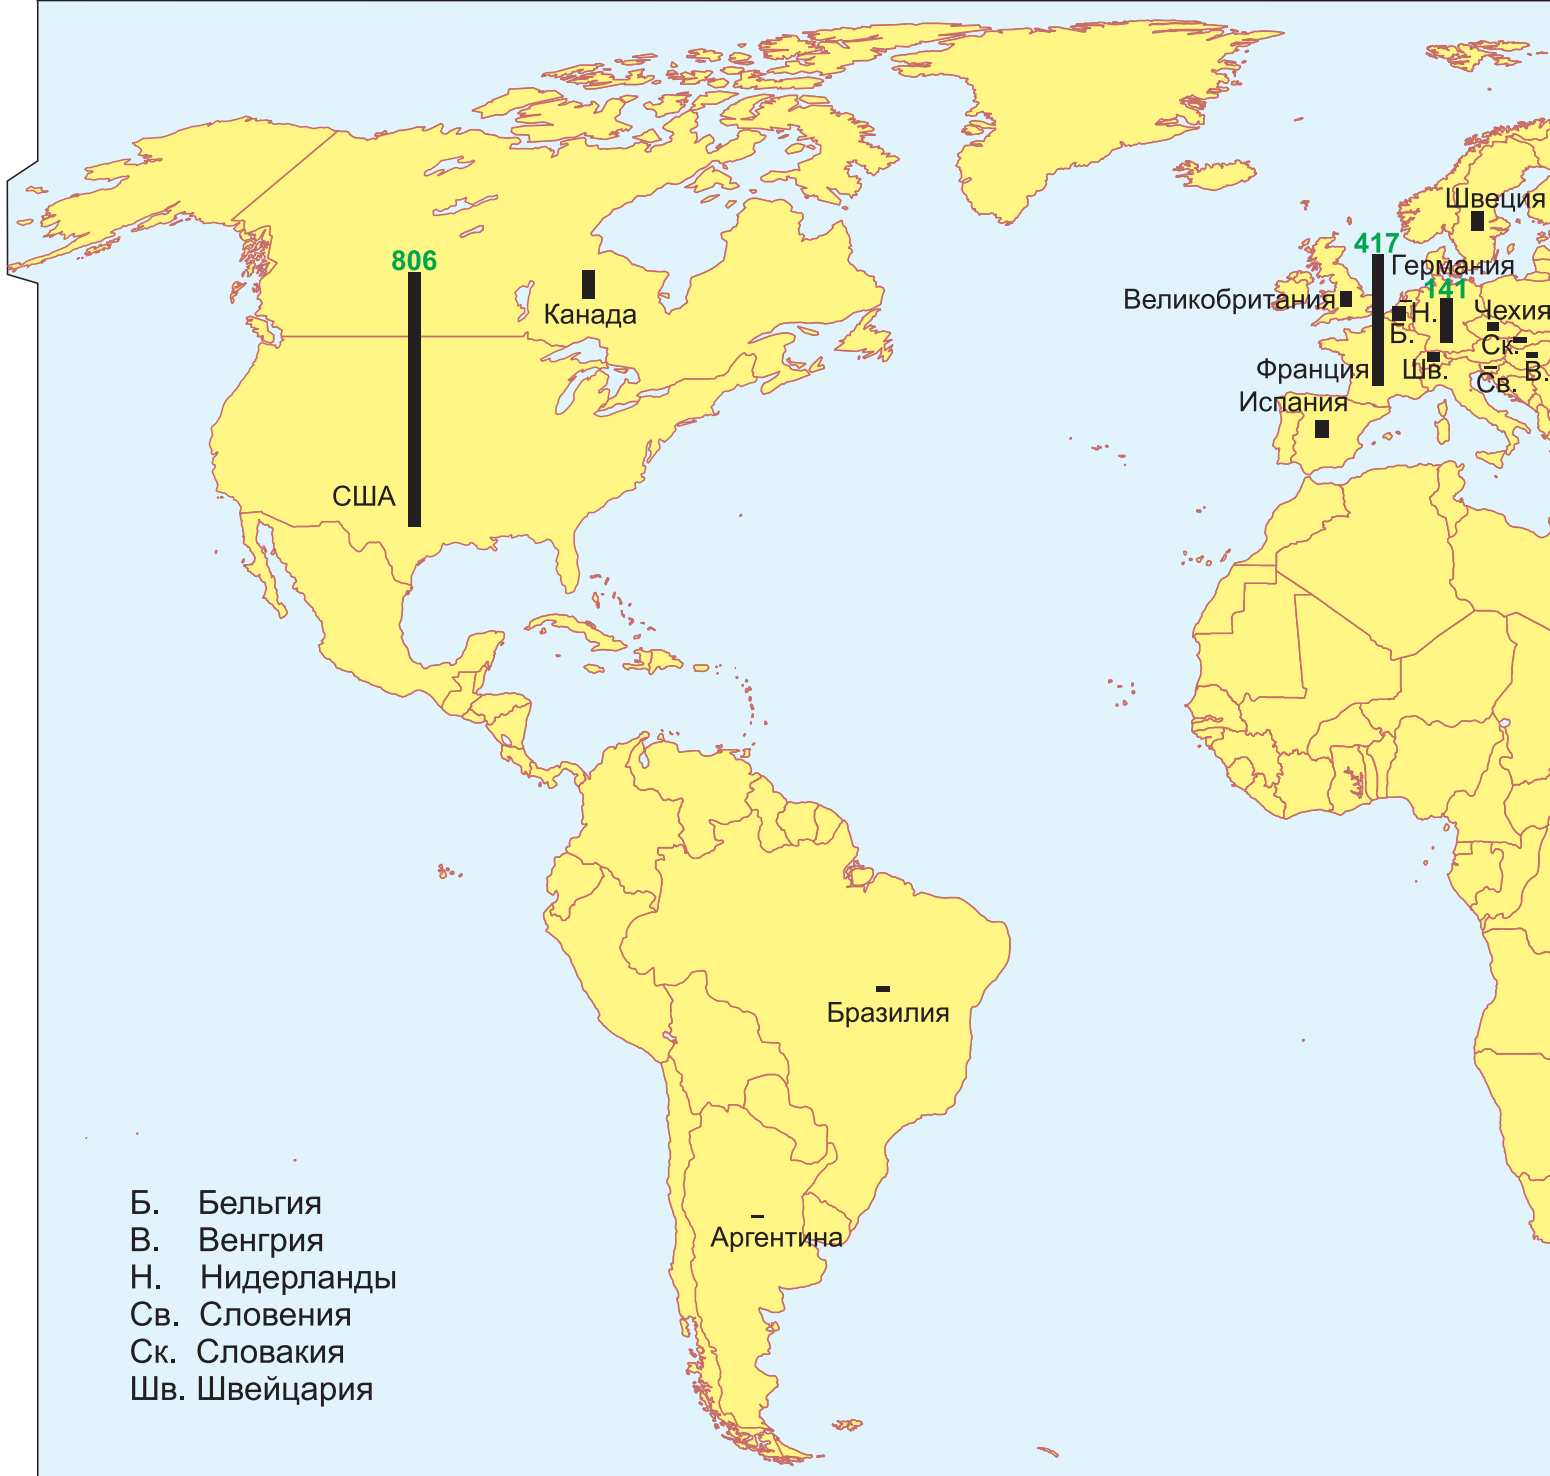 Швеция
417
806
Германия
141
Великобритания
Н.
Чехия
Канада
Б.
Ск.
Франция
Шв.
Св.
В.
Испания
США
Бразилия
Аргентина
Б. Бельгия
В. Венгрия
Н. Нидерланды
Св. Словения
Ск. Словакия
Шв. Швейцария